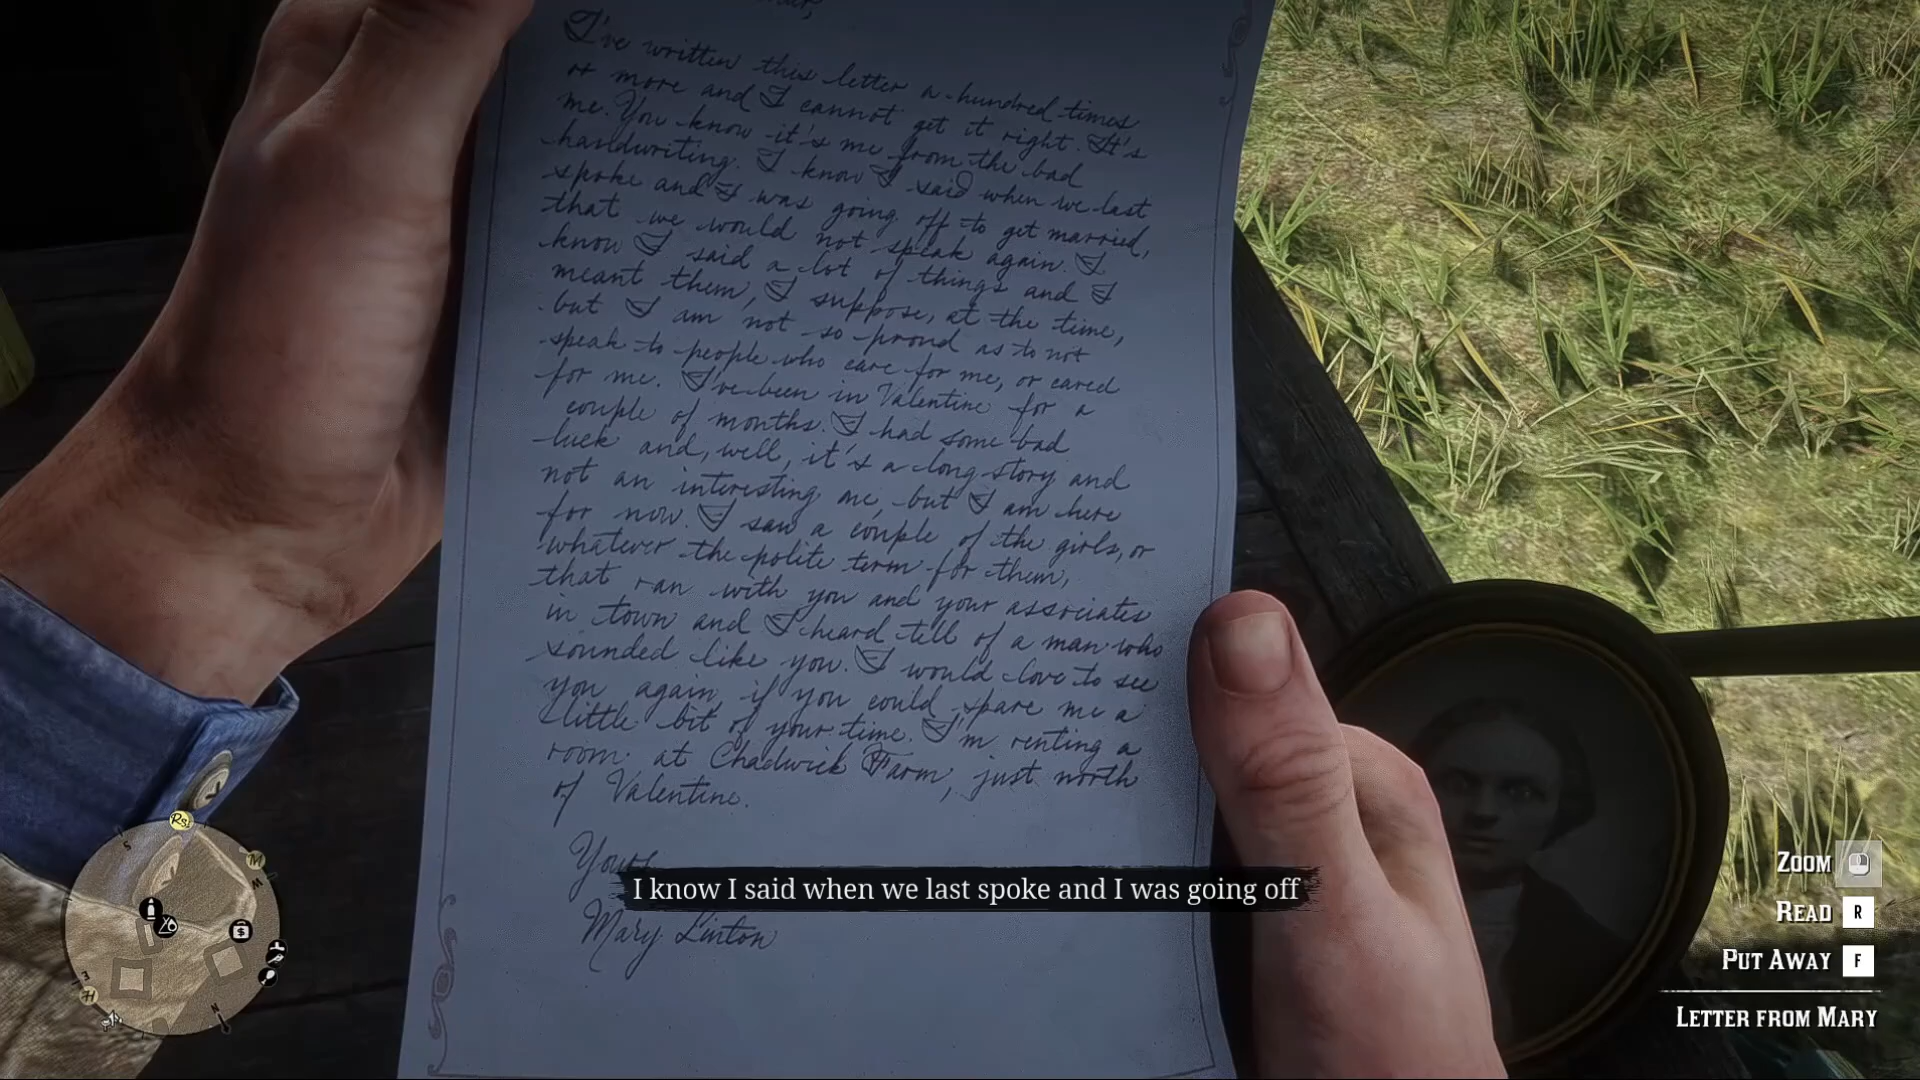 I've written this letter a hundred times
or more and I cannot get it right. It's
me. You know it's me from the bad
handwriting. I know I said when we last
spoke and I was going off to get married,
that we would not speak again. I
know I said a lot of things and I
meant them, I suppose, at the time,
but I am not so proud as to not
speak to people who care for me, or cared
for me. I've been in Valentine for a
couple of months. I had some bad
luck and, well, it's a long story and
not an interesting me, but I am here
for now. I saw a couple of the girls, or
whatever the polite term for them,
that ran with you and your associates
in town and I heard tell of a man who
sounded like you. I would love to see
you again if you could spare me a
little bit of your time. I'm renting a
room at Chadwick Farm, just north
of Valentine.
Yours
I know I said when we last spoke and I was going off
Mary Linton
ZOOM
READ R
PUT AWAY F
LETTER FROM MARY
S
W
E
N
M
H